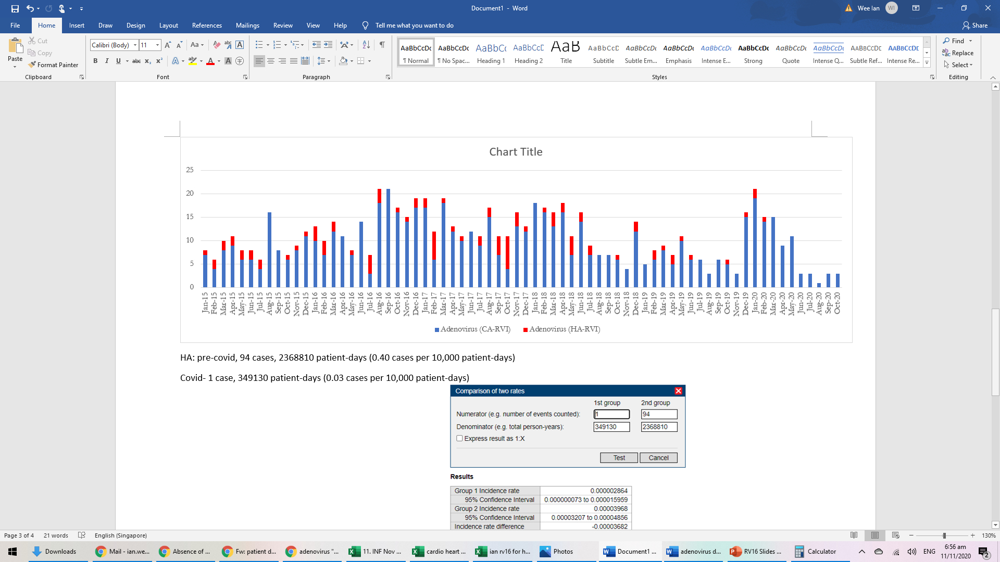 Document1 - Word
Wee Ian
WI
File
Home
Insert
Draw
Design
Layout
References
Mailings
Review
View
Help
Tell me what you want to do
Share
Paste
Cut
Copy
Format Painter
Clipboard
Calibri (Body)
11
Font
Paragraph
AaBbCcDc
¶ Normal
AaBbCcDc
¶ No Spac...
AaBbCc
Heading 1
AaBbCcD
Heading 2
AaB
Title
AaBbCcD
Subtitle
AaBbCcDc
Subtle Em...
AaBbCcDc
Emphasis
AaBbCcDc
Intense E...
AaBbCcDc
Strong
AaBbCcDc
Quote
AaBbCcDc
Intense Q...
AABBCCDE
Subtle Ref...
AABBCCDE
Intense Re...
Styles
Find
Replace
Select
Editing
Chart Title
25
20
15
10
5
0
Jan-15
Feb-15
Mar-15
Apr-15
May-15
Jun-15
Jul-15
Aug-15
Sep-15
Oct-15
Nov-15
Dec-15
Jan-16
Feb-16
Mar-16
Apr-16
May-16
Jun-16
Jul-16
Aug-16
Sep-16
Oct-16
Nov-16
Dec-16
Jan-17
Feb-17
Mar-17
Apr-17
May-17
Jun-17
Jul-17
Aug-17
Sep-17
Oct-17
Nov-17
Dec-17
Jan-18
Feb-18
Mar-18
Apr-18
May-18
Jun-18
Jul-18
Aug-18
Sep-18
Oct-18
Nov-18
Dec-18
Jan-19
Feb-19
Mar-19
Apr-19
May-19
Jun-19
Jul-19
Aug-19
Sep-19
Oct-19
Nov-19
Dec-19
Jan-20
Feb-20
Mar-20
Apr-20
May-20
Jun-20
Jul-20
Aug-20
Sep-20
Oct-20
Adenovirus (CA-RVI)
Adenovirus (HA-RVI)
HA: pre-covid, 94 cases, 2368810 patient-days (0.40 cases per 10,000 patient-days)
Covid- 1 case, 349130 patient-days (0.03 cases per 10,000 patient-days)
Comparison of two rates
1st group 2nd group
Numerator (e.g. number of events counted): 1 94
Denominator (e.g. total person-years): 349130 2368810
Express result as 1:X
Test Cancel
Results
Group 1 Incidence rate 0.000002864
95% Confidence Interval 0.000000073 to 0.000015959
Group 2 Incidence rate 0.00003968
95% Confidence Interval 0.00003207 to 0.00004856
Incidence rate difference -0.00003682
Page 3 of 4
21 words
English (Singapore)
130%
Downloads
Mail - ian.we...
Absence of ...
Fw: patient d...
adenovirus "...
11. INF Nov ...
cardio heart ...
ian rv16 for h...
Photos
Document1 ...
adenovirus d...
RV16 Slides ...
Calculator
ENG
6:56 am
11/11/2020
2